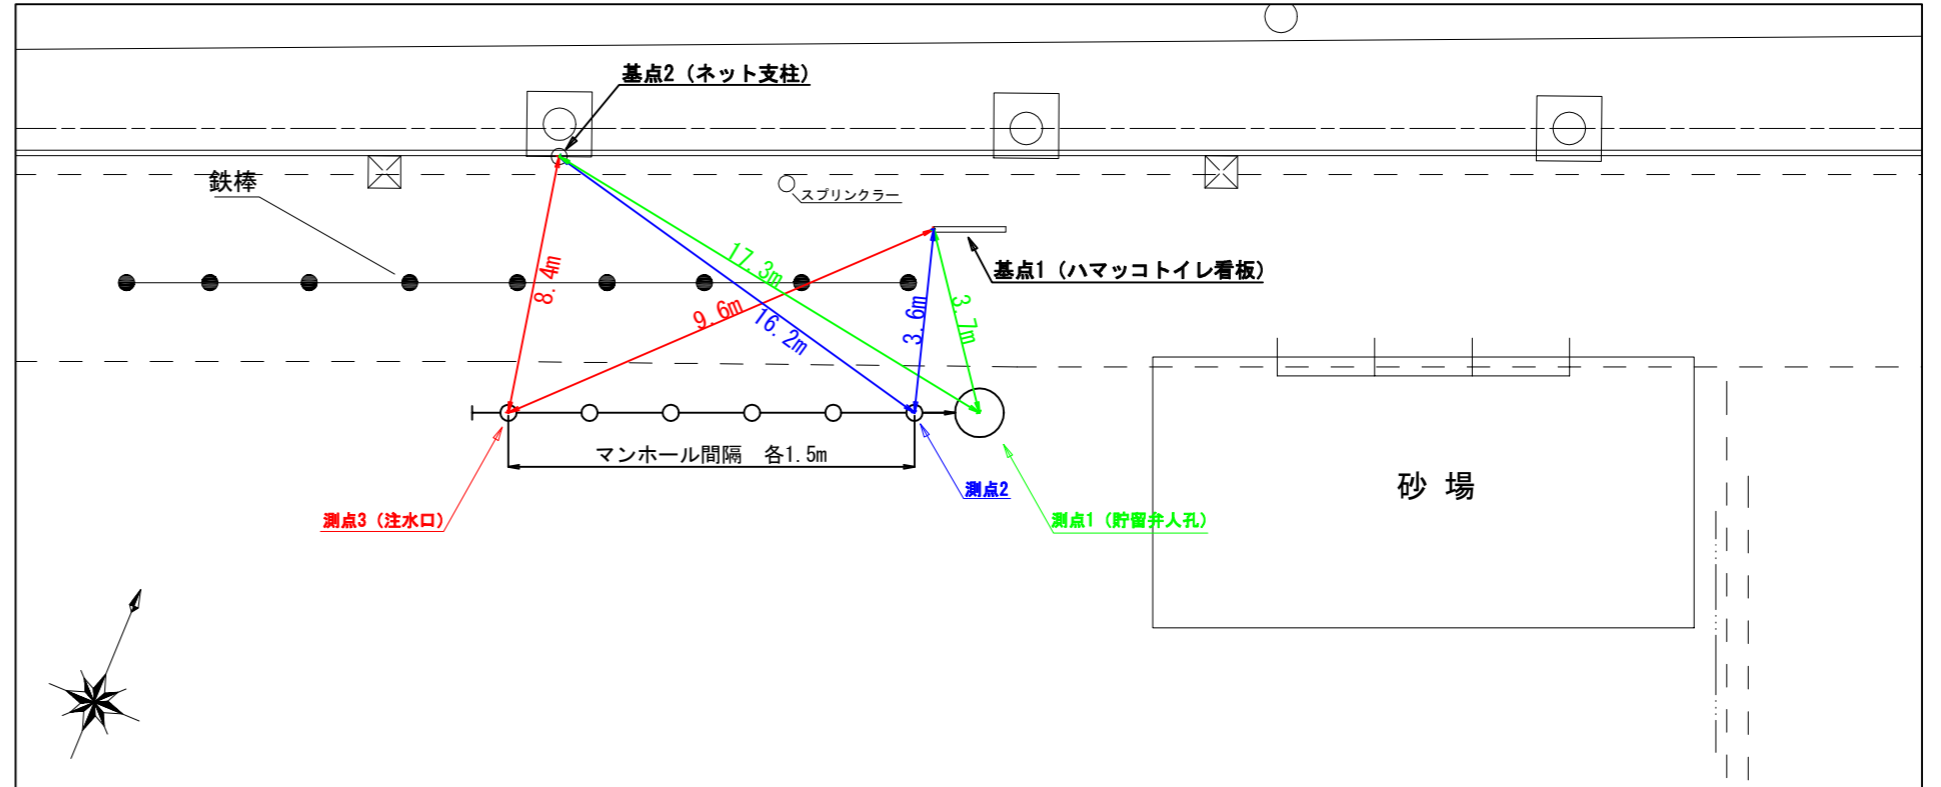 基点2（ネット支柱）
鉄棒
スプリンクラー
基点1（ハマッコトイレ看板）
17.3m
8.4m
9.6m
16.2m
3.6m
3.7m
マンホール間隔　各1.5m
測点2
測点3（注水口）
測点1（貯留弁人孔）
砂 場